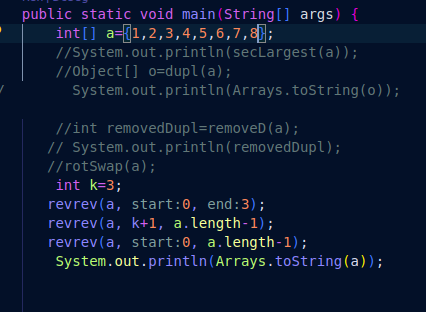 public static void main(String[] args) {
int[] a={1,2,3,4,5,6,7,8};
//System.out.println(secLargest(a));
//Object[] o=dupl(a);
/ System.out.println(Arrays.toString(o));
//int removedDupl=removeD(a);
// System.out.println(removedDupl);
//rotSwap(a);
int k=3;
revrev(a, start:0, end:3);
revrev(a, k+1, a.length-1);
revrev(a, start:0, a.length-1);
System.out.println(Arrays.toString(a));